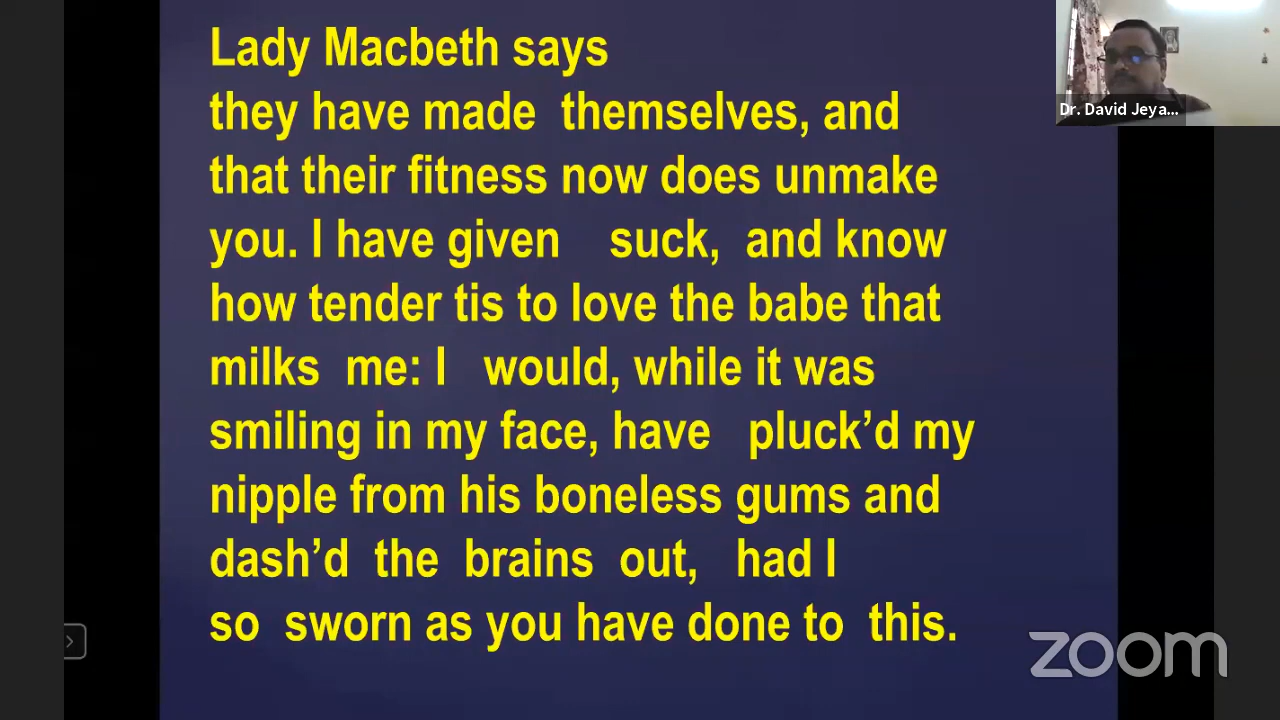 Lady Macbeth says
they have made themselves, and
that their fitness now does unmake
you. I have given suck, and know
how tender tis to love the babe that
milks me: I would, while it was
smiling in my face, have pluck’d my
nipple from his boneless gums and
dash’d the brains out, had I
so sworn as you have done to this.
Dr. David Jeya...
zoom